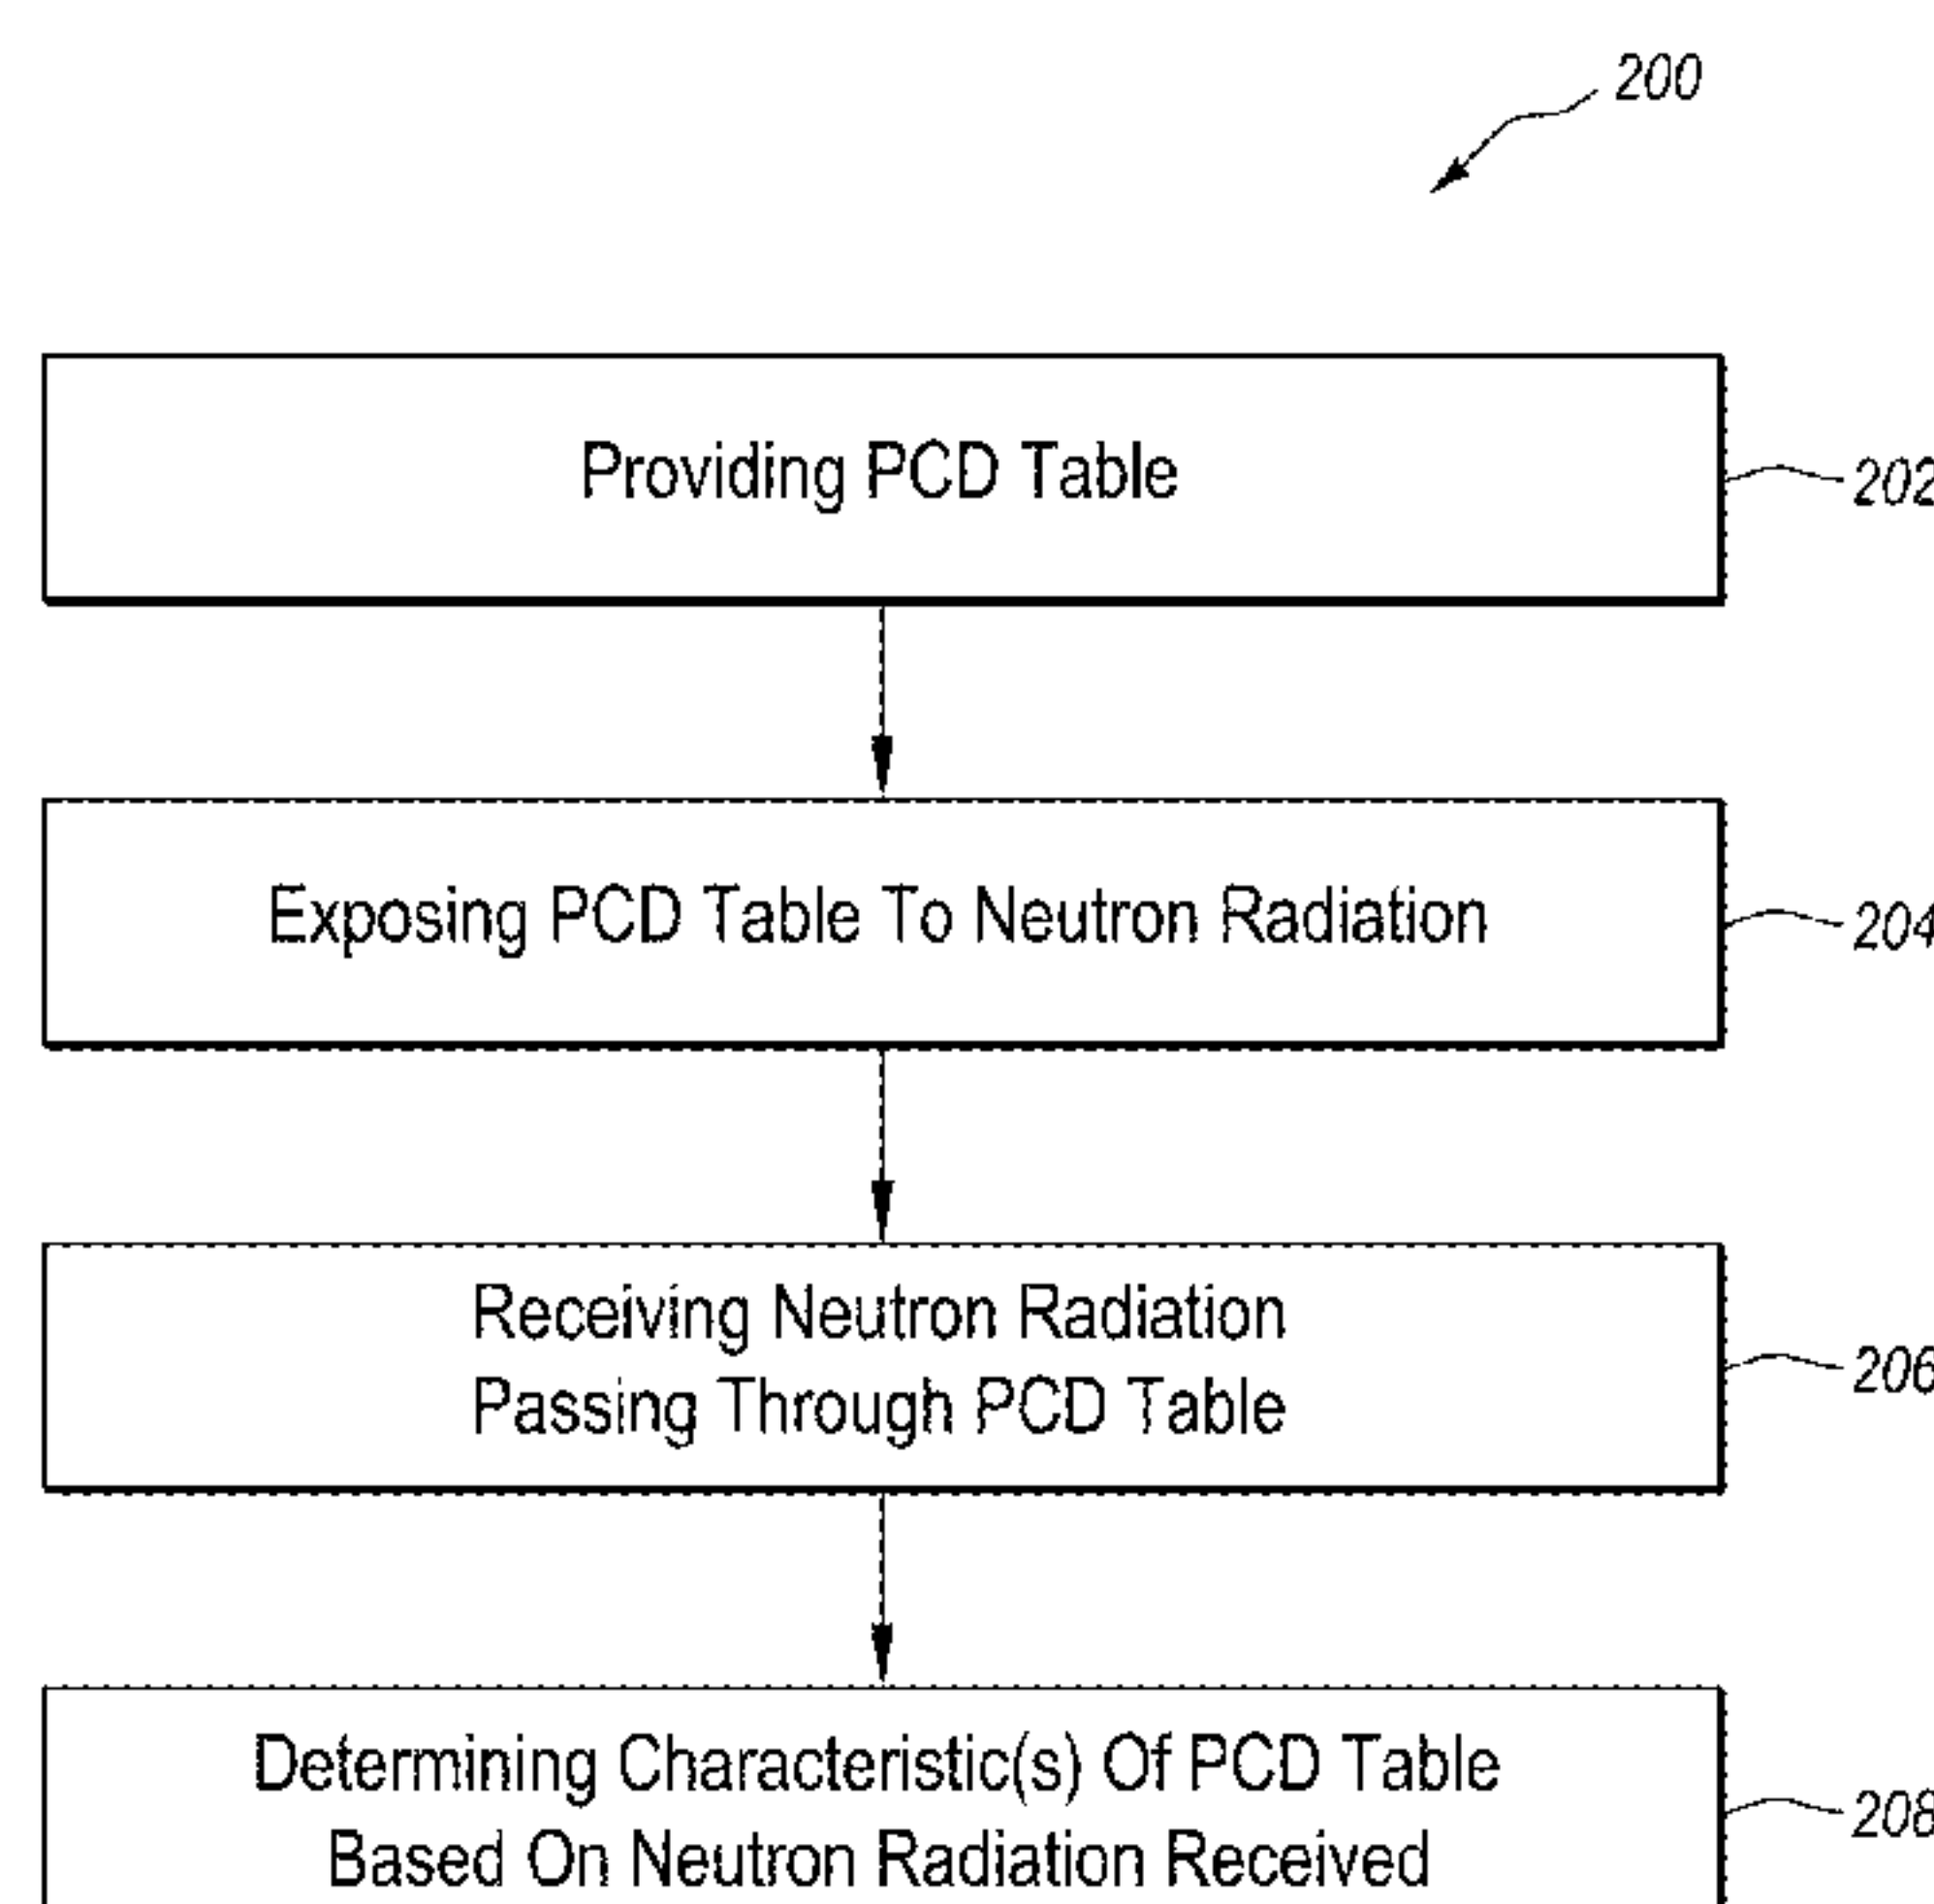 200
Providing PCD Table
202
Exposing PCD Table To Neutron Radiation
204
Receiving Neutron Radiation
Passing Through PCD Table
206
Determining Characteristic(s) Of PCD Table
Based On Neutron Radiation Received
208